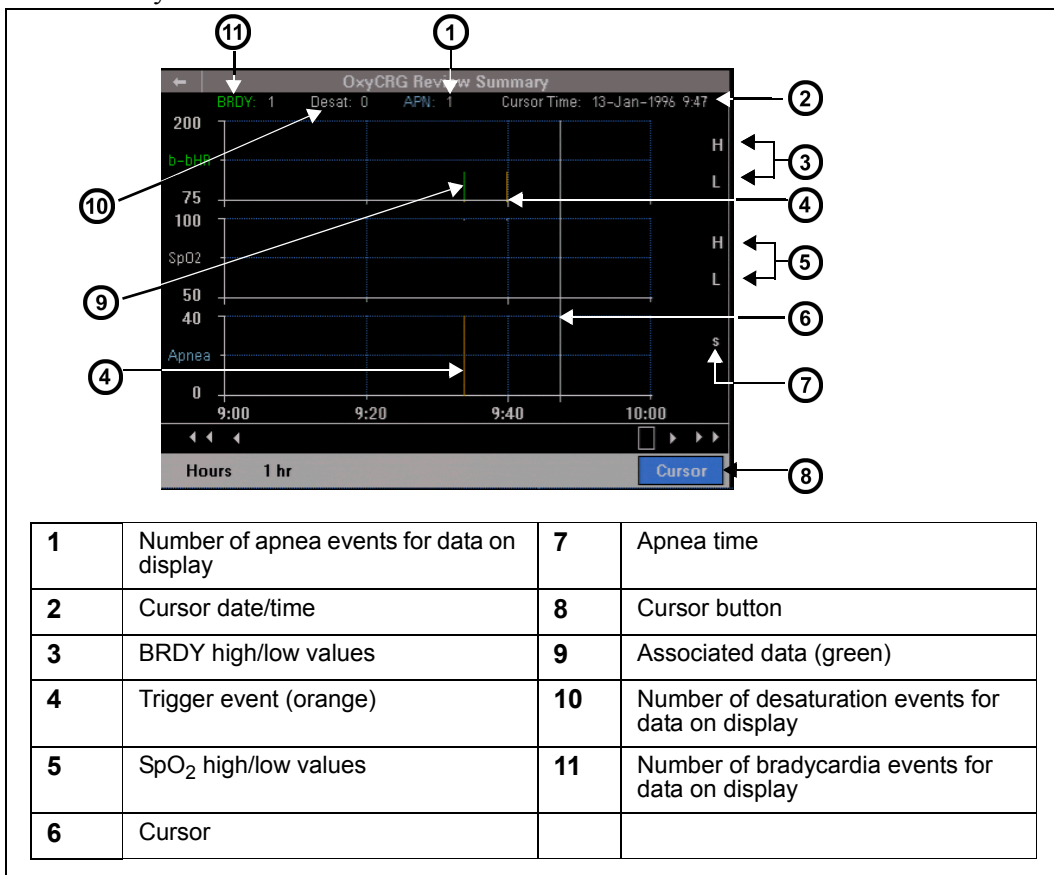 11 1
OxyCRG Review Summary
BRDY: 1 Desat: 0 APN: 1 Cursor Time: 13-Jan-1996 9:47
2
200
H
b-bHR
3
L
75
10
4
100
H
SpO2
5
L
50
9
6
40
s
Apnea
4
7
0
9:00 9:20 9:40 10:00
Hours 1 hr Cursor
8
1 Number of apnea events for data on display 7 Apnea time
2 Cursor date/time 8 Cursor button
3 BRDY high/low values 9 Associated data (green)
4 Trigger event (orange) 10 Number of desaturation events for data on display
5 SpO2 high/low values 11 Number of bradycardia events for data on display
6 Cursor